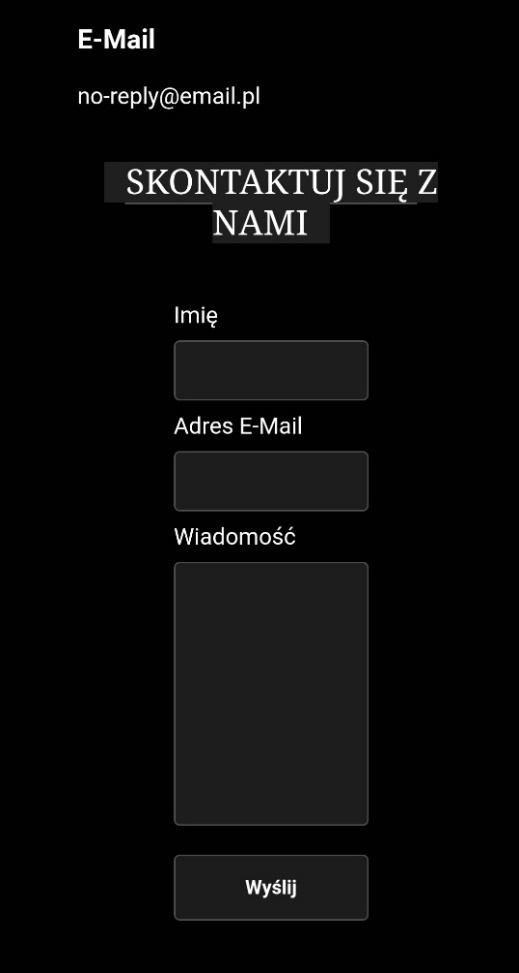 E-Mail
no-reply@email.pl
SKONTAKTUJ SIĘ Z
NAMI
Imię
Adres E-Mail
Wiadomość
Wyślij